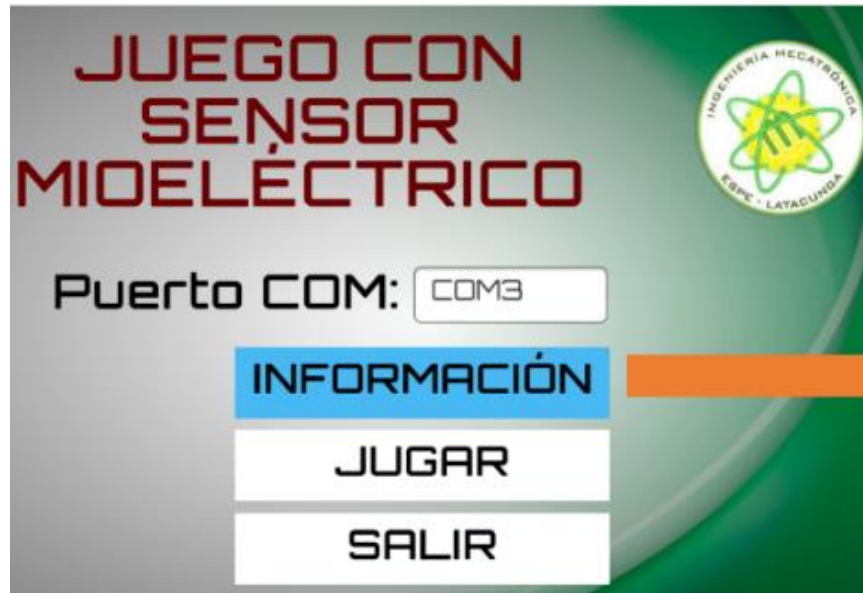 JUEGO CON
SENSOR
MIOELÉCTRICO
INGENIERÍA MECATRÓNICA
ESPE - LATACUNGA
Puerto COM: COM3
INFORMACIÓN
JUGAR
SALIR